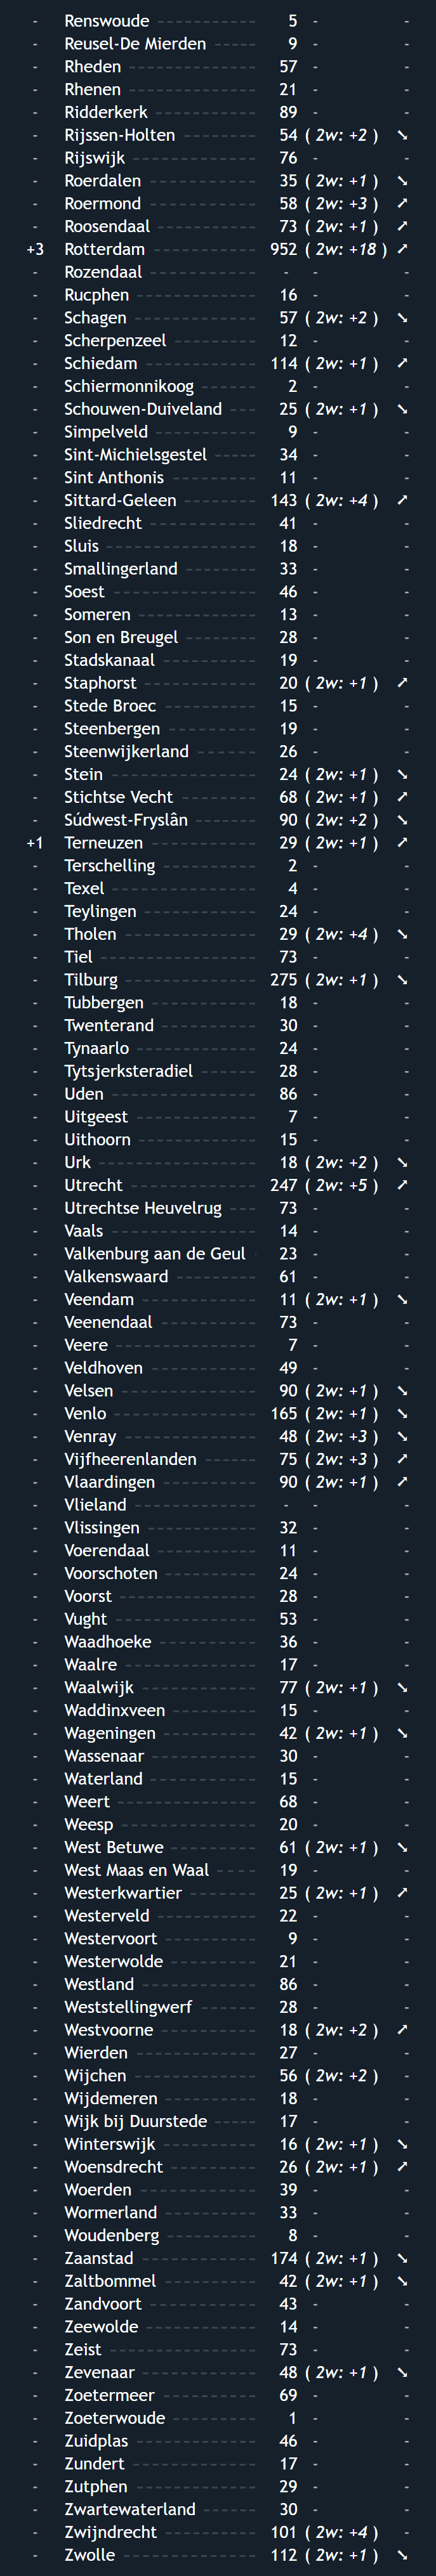 - Renswoude ----------- 5 - -
- Reusel-De Mierden ----- 9 - -
- Rheden -------------- 57 - -
- Rhenen -------------- 21 - -
- Ridderkerk ----------- 89 - -
- Rijssen-Holten -------- 54 ( 2w: +2 ) ➘
- Rijswijk ------------- 76 - -
- Roerdalen ------------ 35 ( 2w: +1 ) ➘
- Roermond ------------ 58 ( 2w: +3 ) ➚
- Roosendaal ----------- 73 ( 2w: +1 ) ➚
+3 Rotterdam ----------- 952 ( 2w: +18 ) ➚
- Rozendaal ------------ - - -
- Rucphen ------------- 16 - -
- Schagen ------------- 57 ( 2w: +2 ) ➘
- Scherpenzeel --------- 12 - -
- Schiedam ------------ 114 ( 2w: +1 ) ➚
- Schiermonnikoog ------ 2 - -
- Schouwen-Duiveland --- 25 ( 2w: +1 ) ➘
- Simpelveld ----------- 9 - -
- Sint-Michielsgestel ----- 34 - -
- Sint Anthonis --------- 11 - -
- Sittard-Geleen -------- 143 ( 2w: +4 ) ➚
- Sliedrecht ------------ 41 - -
- Sluis ---------------- 18 - -
- Smallingerland -------- 33 - -
- Soest ---------------- 46 - -
- Someren ------------- 13 - -
- Son en Breugel -------- 28 - -
- Stadskanaal ---------- 19 - -
- Staphorst ------------ 20 ( 2w: +1 ) ➚
- Stede Broec ---------- 15 - -
- Steenbergen ---------- 19 - -
- Steenwijkerland ------- 26 - -
- Stein ---------------- 24 ( 2w: +1 ) ➘
- Stichtse Vecht -------- 68 ( 2w: +1 ) ➚
- Súdwest-Fryslân ------- 90 ( 2w: +2 ) ➘
+1 Terneuzen ----------- 29 ( 2w: +1 ) ➚
- Terschelling ---------- 2 - -
- Texel ---------------- 4 - -
- Teylingen ------------ 24 - -
- Tholen -------------- 29 ( 2w: +4 ) ➘
- Tiel ----------------- 73 - -
- Tilburg -------------- 275 ( 2w: +1 ) ➘
- Tubbergen ----------- 18 - -
- Twenterand ---------- 30 - -
- Tynaarlo ------------ 24 - -
- Tytsjerksteradiel ------ 28 - -
- Uden --------------- 86 - -
- Uitgeest ------------- 7 - -
- Uithoorn ------------ 15 - -
- Urk ---------------- 18 ( 2w: +2 ) ➘
- Utrecht ------------- 247 ( 2w: +5 ) ➚
- Utrechtse Heuvelrug --- 73 - -
- Vaals --------------- 14 - -
- Valkenburg aan de Geul - 23 - -
- Valkenswaard -------- 61 - -
- Veendam ------------ 11 ( 2w: +1 ) ➘
- Veenendaal ---------- 73 - -
- Veere --------------- 7 - -
- Veldhoven ----------- 49 - -
- Velsen -------------- 90 ( 2w: +1 ) ➘
- Venlo --------------- 165 ( 2w: +1 ) ➘
- Venray -------------- 48 ( 2w: +3 ) ➘
- Vijfheerenlanden ------ 75 ( 2w: +3 ) ➚
- Vlaardingen ---------- 90 ( 2w: +1 ) ➚
- Vlieland ------------- - - -
- Vlissingen ----------- 32 - -
- Voerendaal ---------- 11 - -
- Voorschoten --------- 24 - -
- Voorst -------------- 28 - -
- Vught --------------- 53 - -
- Waadhoeke ---------- 36 - -
- Waalre -------------- 17 - -
- Waalwijk ------------ 77 ( 2w: +1 ) ➘
- Waddinxveen -------- 15 - -
- Wageningen --------- 42 ( 2w: +1 ) ➘
- Wassenaar ---------- 30 - -
- Waterland ---------- 15 - -
- Weert -------------- 68 - -
- Weesp -------------- 20 - -
- West Betuwe -------- 61 ( 2w: +1 ) ➘
- West Maas en Waal ---- 19 - -
- Westerkwartier ------- 25 ( 2w: +1 ) ➚
- Westerveld ---------- 22 - -
- Westervoort --------- 9 - -
- Westerwolde -------- 21 - -
- Westland ----------- 86 - -
- Weststellingwerf ------ 28 - -
- Westvoorne --------- 18 ( 2w: +2 ) ➚
- Wierden ------------ 27 - -
- Wijchen ------------ 56 ( 2w: +2 )
- Wijdemeren --------- 18 - -
- Wijk bij Duurstede ----- 17 - -
- Winterswijk ---------- 16 ( 2w: +1 ) ➘
- Woensdrecht -------- 26 ( 2w: +1 ) ➚
- Woerden ------------ 39 - -
- Wormerland --------- 33 - -
- Woudenberg --------- 8 - -
- Zaanstad ------------ 174 ( 2w: +1 ) ➘
- Zaltbommel ---------- 42 ( 2w: +1 ) ➘
- Zandvoort ----------- 43 - -
- Zeewolde ----------- 14 - -
- Zeist --------------- 73 - -
- Zevenaar ------------ 48 ( 2w: +1 ) ➘
- Zoetermeer ---------- 69 - -
- Zoeterwoude --------- 1 - -
- Zuidplas ------------ 46 - -
- Zundert ------------- 17 - -
- Zutphen ------------- 29 - -
- Zwartewaterland ------ 30 - -
- Zwijndrecht ---------- 101 ( 2w: +4 )
- Zwolle -------------- 112 ( 2w: +1 ) ➘